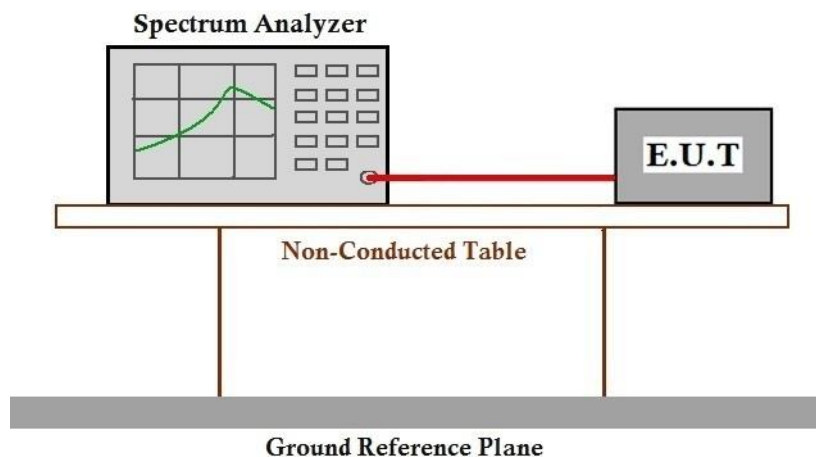 Spectrum Analyzer
E.U.T
Non-Conducted Table
Ground Reference Plane